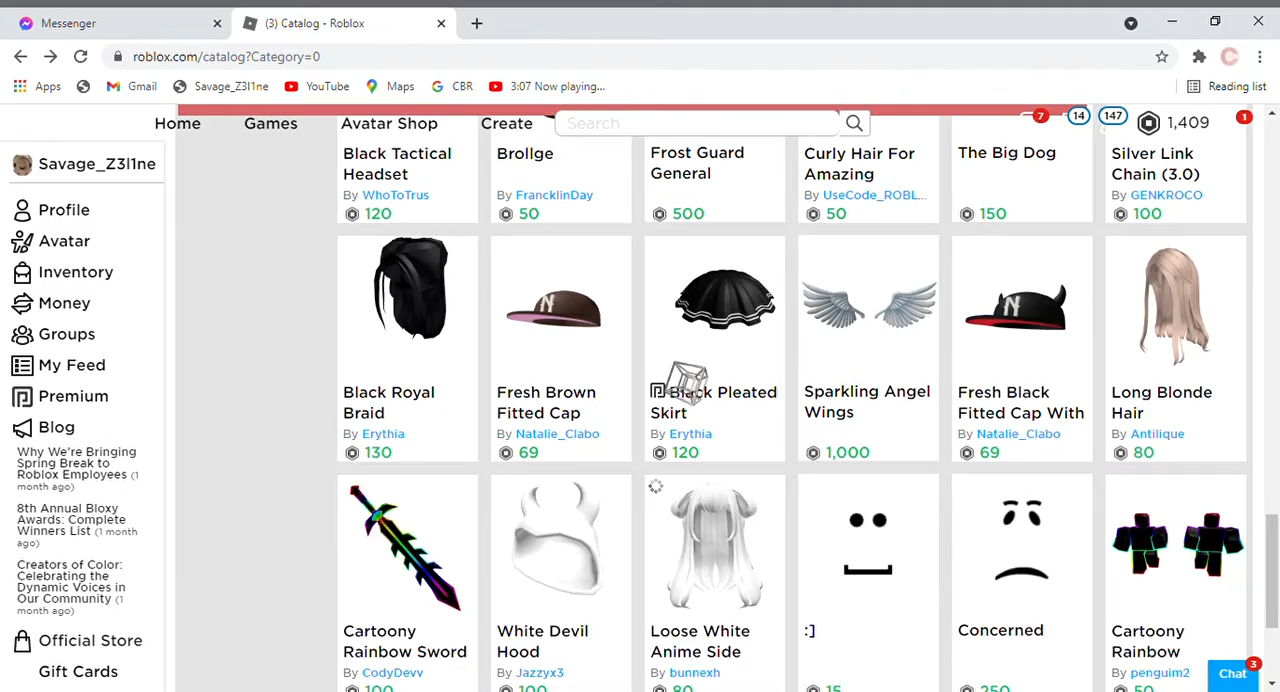 Messenger
(3) Catalog - Roblox
roblox.com/catalog?Category=0
Apps
Gmail
Savage_Z3l1ne
YouTube
Maps
CBR
3:07 Now playing...
Reading list
Home
Games
Avatar Shop
Create
Search
7
14
147
1,409
1
Savage_Z3l1ne
Profile
Avatar
Inventory
Money
Groups
My Feed
Premium
Blog
Why We're Bringing
Spring Break to
Roblox Employees (1
month ago)
8th Annual Bloxy
Awards: Complete
Winners List (1 month
ago)
Creators of Color:
Celebrating the
Dynamic Voices in
Our Community (1
month ago)
Official Store
Gift Cards
Black Tactical
Headset
By WhoToTrus
120
Brollge
By FrancklinDay
50
Frost Guard
General
500
Curly Hair For
Amazing
By UseCode_ROBL...
50
The Big Dog
150
Silver Link
Chain (3.0)
By GENKROCO
100
Black Royal
Braid
By Erythia
130
Fresh Brown
Fitted Cap
By Natalie_Clabo
69
Black Pleated
Skirt
By Erythia
120
Sparkling Angel
Wings
1,000
Fresh Black
Fitted Cap With
By Natalie_Clabo
69
Long Blonde
Hair
By Antilique
80
Cartoony
Rainbow Sword
By CodyDevv
100
White Devil
Hood
By Jazzyx3
100
Loose White
Anime Side
By bunnexh
80
:]
15
Concerned
250
Cartoony
Rainbow
By penguim2
50
Chat
3